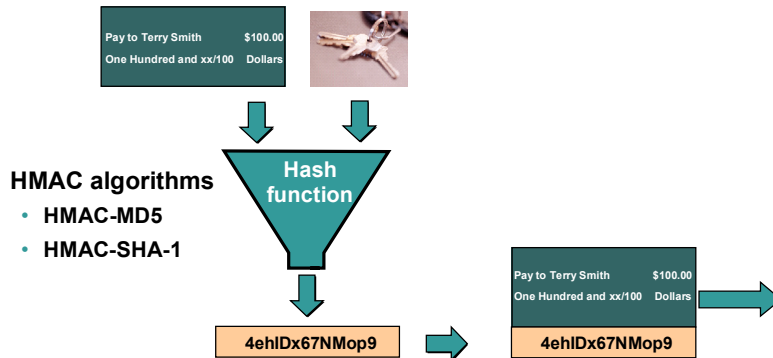 Pay to Terry Smith $100.00
One Hundred and xx/100 Dollars
Hash
function
HMAC algorithms
• HMAC-MD5
• HMAC-SHA-1
4ehIDx67NMop9
Pay to Terry Smith $100.00
One Hundred and xx/100 Dollars
4ehIDx67NMop9